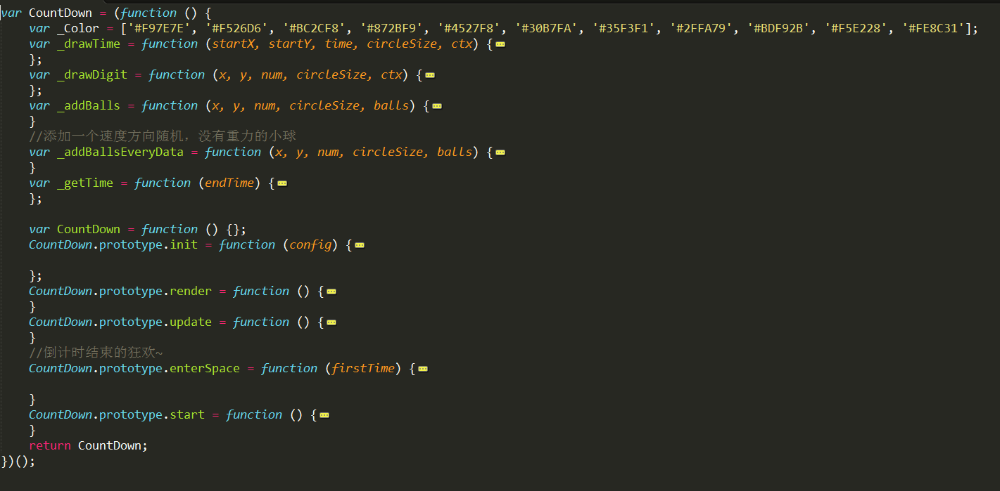 var CountDown = (function () {
    var _Color = ['#F97E7E', '#F526D6', '#BC2CF8', '#872BF9', '#4527F8', '#30B7FA', '#35F3F1', '#2FFA79', '#BDF92B', '#F5E228', '#FE8C31'];
    var _drawTime = function (startX, startY, time, circleSize, ctx) {
    };
    var _drawDigit = function (x, y, num, circleSize, ctx) {
    };
    var _addBalls = function (x, y, num, circleSize, balls) {
    }
    //添加一个速度方向随机，没有重力的小球
    var _addBallsEveryData = function (x, y, num, circleSize, balls) {
    }
    var _getTime = function (endTime) {
    };

    var CountDown = function () {};
    CountDown.prototype.init = function (config) {

    };
    CountDown.prototype.render = function () {
    }
    CountDown.prototype.update = function () {
    }
    //倒计时结束的狂欢~
    CountDown.prototype.enterSpace = function (firstTime) {

    }
    CountDown.prototype.start = function () {
    }
    return CountDown;
})();